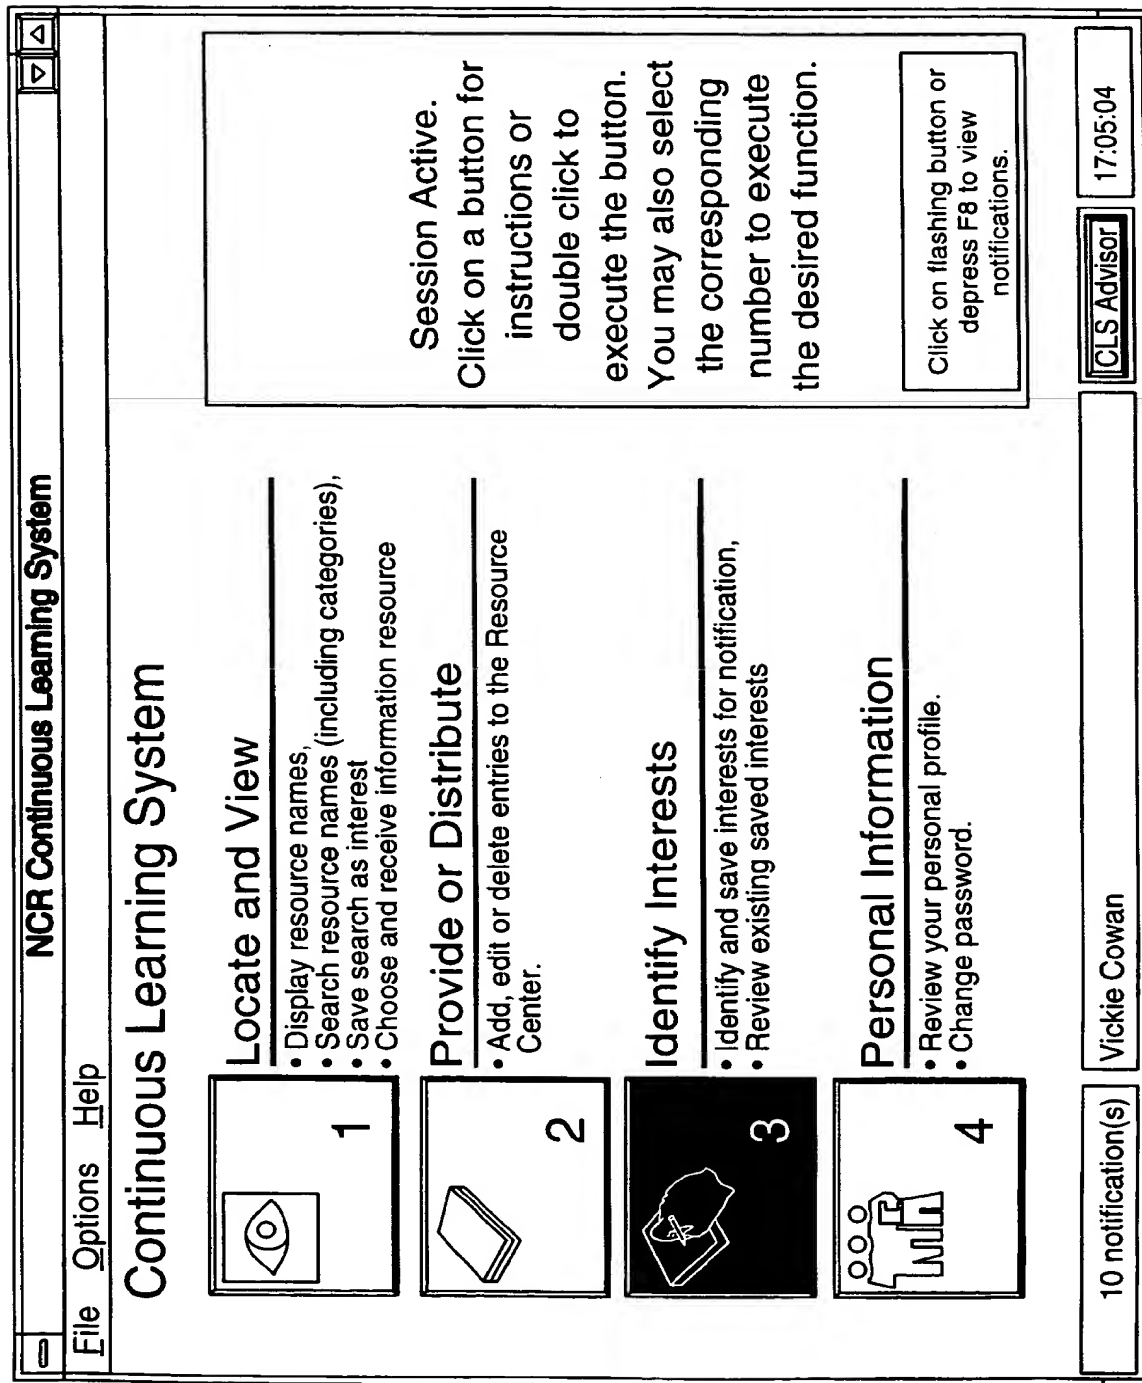 NCR Continuous Learning System
File Options Help
Continuous Learning System
1
Locate and View
• Display resource names,
• Search resource names (including categories),
• Save search as interest
• Choose and receive information resource
2
Provide or Distribute
• Add, edit or delete entries to the Resource
Center.
3
Identify Interests
• Identify and save interests for notification,
• Review existing saved interests
4
Personal Information
• Review your personal profile.
• Change password.
Session Active.
Click on a button for
instructions or
double click to
execute the button.
You may also select
the corresponding
number to execute
the desired function.
Click on flashing button or
depress F8 to view
notifications.
10 notification(s)
Vickie Cowan
CLS Advisor
17:05:04